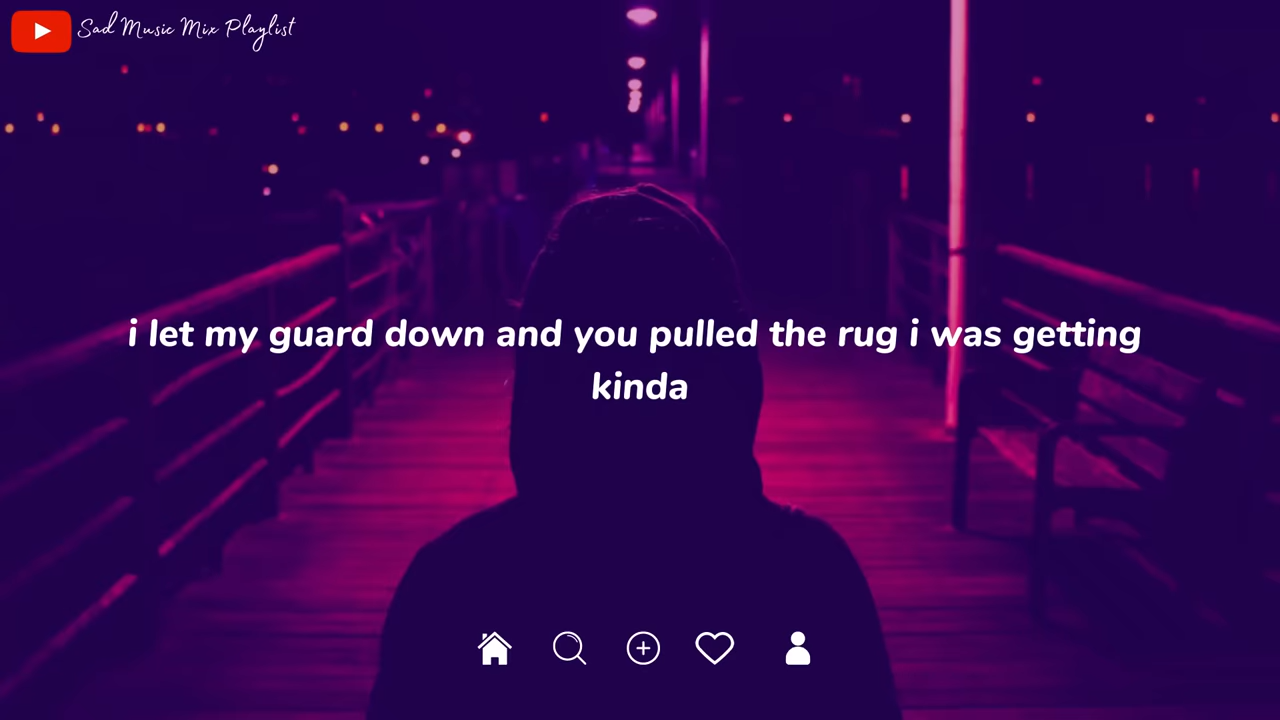 Sad Music Mix Playlist
i let my guard down and you pulled the rug i was getting
kinda